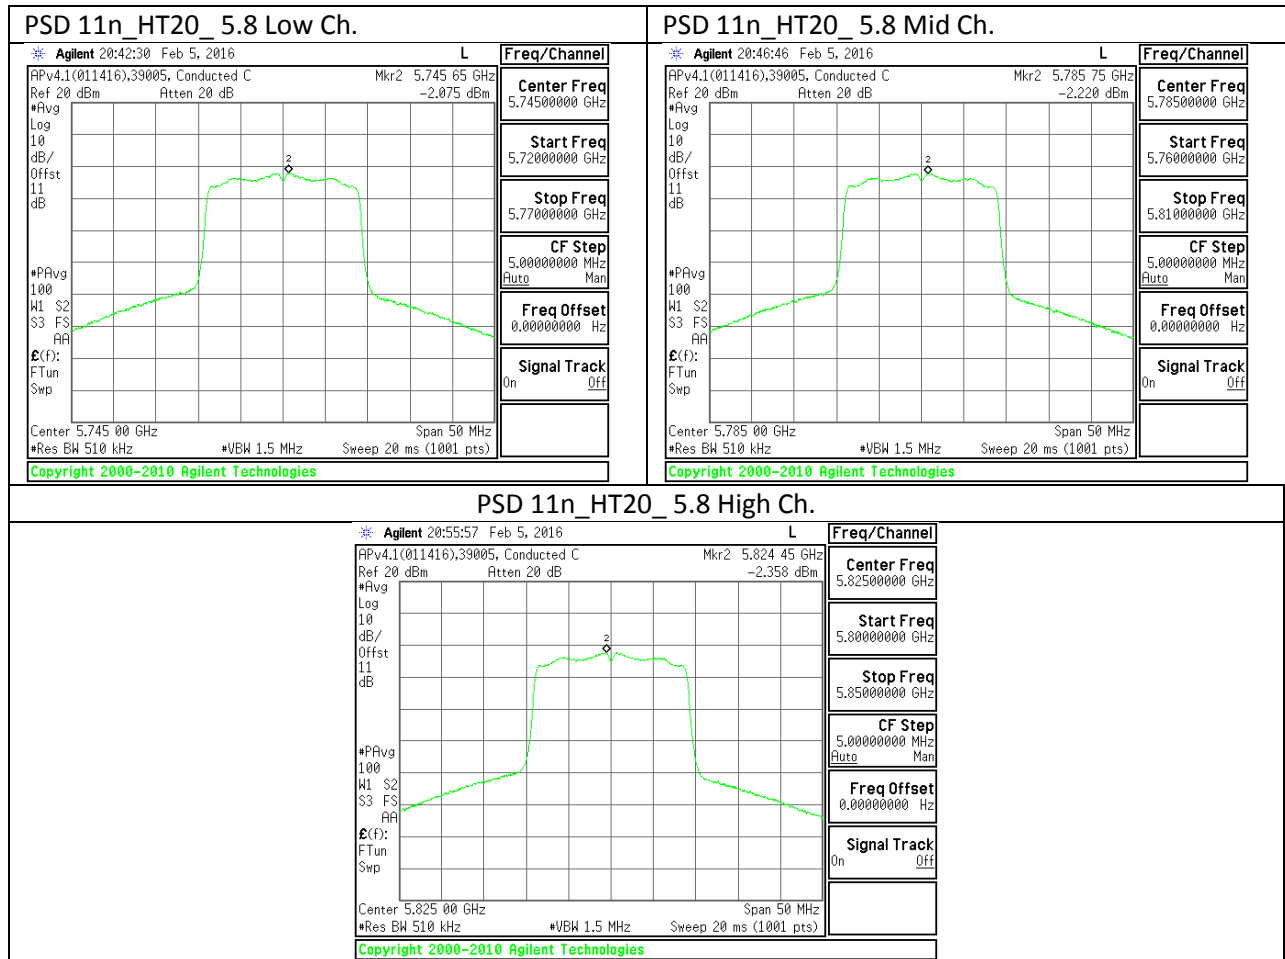 PSD 11n_HT20_ 5.8 Low Ch.
Agilent 20:42:30 Feb 5, 2016 L
APv4.1(011416),39005, Conducted C Mkr2 5.745 65 GHz
Ref 20 dBm Atten 20 dB -2.075 dBm
#Avg
Log
10
dB/
Offst
11
dB
2
#PAvg
100
W1 S2
S3 FS
AA
£(f):
FTun
Swp
Center 5.745 00 GHz Span 50 MHz
#Res BW 510 kHz #VBW 1.5 MHz Sweep 20 ms (1001 pts)
Copyright 2000-2010 Agilent Technologies
Freq/Channel
Center Freq
5.74500000 GHz
Start Freq
5.72000000 GHz
Stop Freq
5.77000000 GHz
CF Step
5.00000000 MHz
Auto Man
Freq Offset
0.00000000 Hz
Signal Track
On Off
PSD 11n_HT20_ 5.8 Mid Ch.
Agilent 20:46:46 Feb 5, 2016 L
APv4.1(011416),39005, Conducted C Mkr2 5.785 75 GHz
Ref 20 dBm Atten 20 dB -2.220 dBm
#Avg
Log
10
dB/
Offst
11
dB
2
#PAvg
100
W1 S2
S3 FS
AA
£(f):
FTun
Swp
Center 5.785 00 GHz Span 50 MHz
#Res BW 510 kHz #VBW 1.5 MHz Sweep 20 ms (1001 pts)
Copyright 2000-2010 Agilent Technologies
Freq/Channel
Center Freq
5.78500000 GHz
Start Freq
5.76000000 GHz
Stop Freq
5.81000000 GHz
CF Step
5.00000000 MHz
Auto Man
Freq Offset
0.00000000 Hz
Signal Track
On Off
PSD 11n_HT20_ 5.8 High Ch.
Agilent 20:55:57 Feb 5, 2016 L
APv4.1(011416),39005, Conducted C Mkr2 5.824 45 GHz
Ref 20 dBm Atten 20 dB -2.358 dBm
#Avg
Log
10
dB/
Offst
11
dB
2
#PAvg
100
W1 S2
S3 FS
AA
£(f):
FTun
Swp
Center 5.825 00 GHz Span 50 MHz
#Res BW 510 kHz #VBW 1.5 MHz Sweep 20 ms (1001 pts)
Copyright 2000-2010 Agilent Technologies
Freq/Channel
Center Freq
5.82500000 GHz
Start Freq
5.80000000 GHz
Stop Freq
5.85000000 GHz
CF Step
5.00000000 MHz
Auto Man
Freq Offset
0.00000000 Hz
Signal Track
On Off